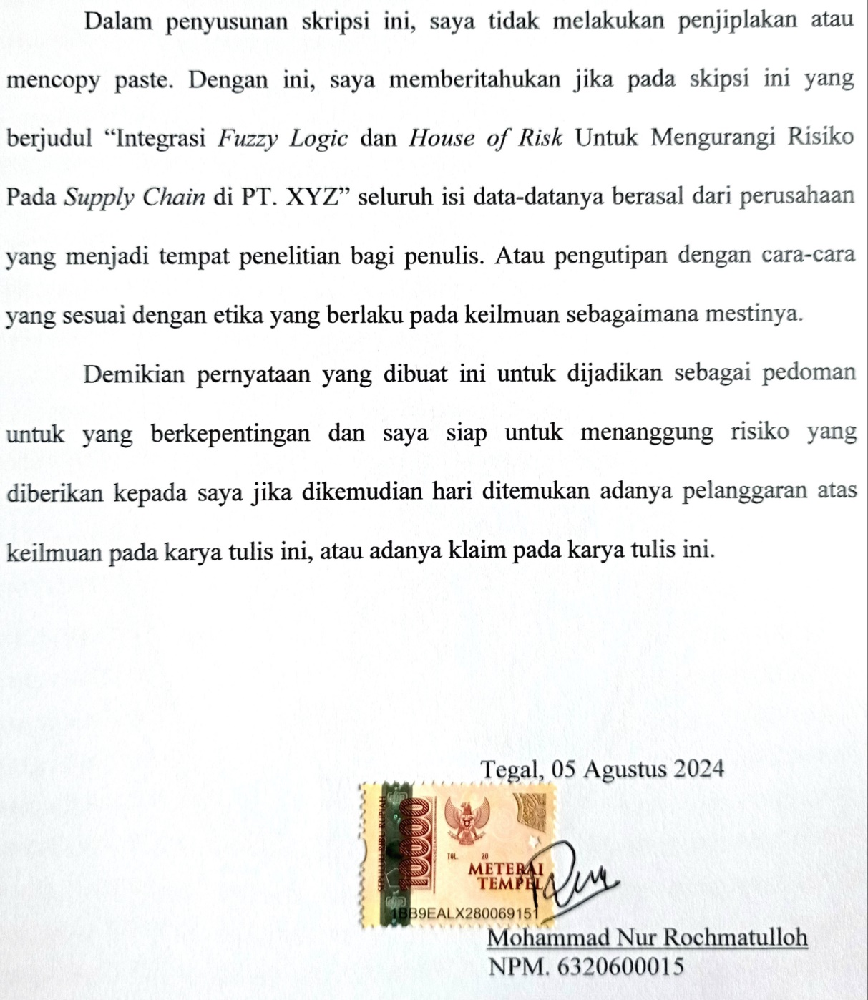 Dalam penyusunan skripsi ini, saya tidak melakukan penjiplakan atau
mencopy paste. Dengan ini, saya memberitahukan jika pada skipsi ini yang
berjudul “Integrasi Fuzzy Logic dan House of Risk Untuk Mengurangi Risiko
Pada Supply Chain di PT. XYZ” seluruh isi data-datanya berasal dari perusahaan
yang menjadi tempat penelitian bagi penulis. Atau pengutipan dengan cara-cara
yang sesuai dengan etika yang berlaku pada keilmuan sebagaimana mestinya.
Demikian pernyataan yang dibuat ini untuk dijadikan sebagai pedoman
untuk yang berkepentingan dan saya siap untuk menanggung risiko yang
diberikan kepada saya jika dikemudian hari ditemukan adanya pelanggaran atas
keilmuan pada karya tulis ini, atau adanya klaim pada karya tulis ini.
Tegal, 05 Agustus 2024
SEPULUH RIBU RUPIAH
10000
TGL. 20
METERAI
TEMPEL
1BB9EALX280069151
Mohammad Nur Rochmatulloh
NPM. 6320600015